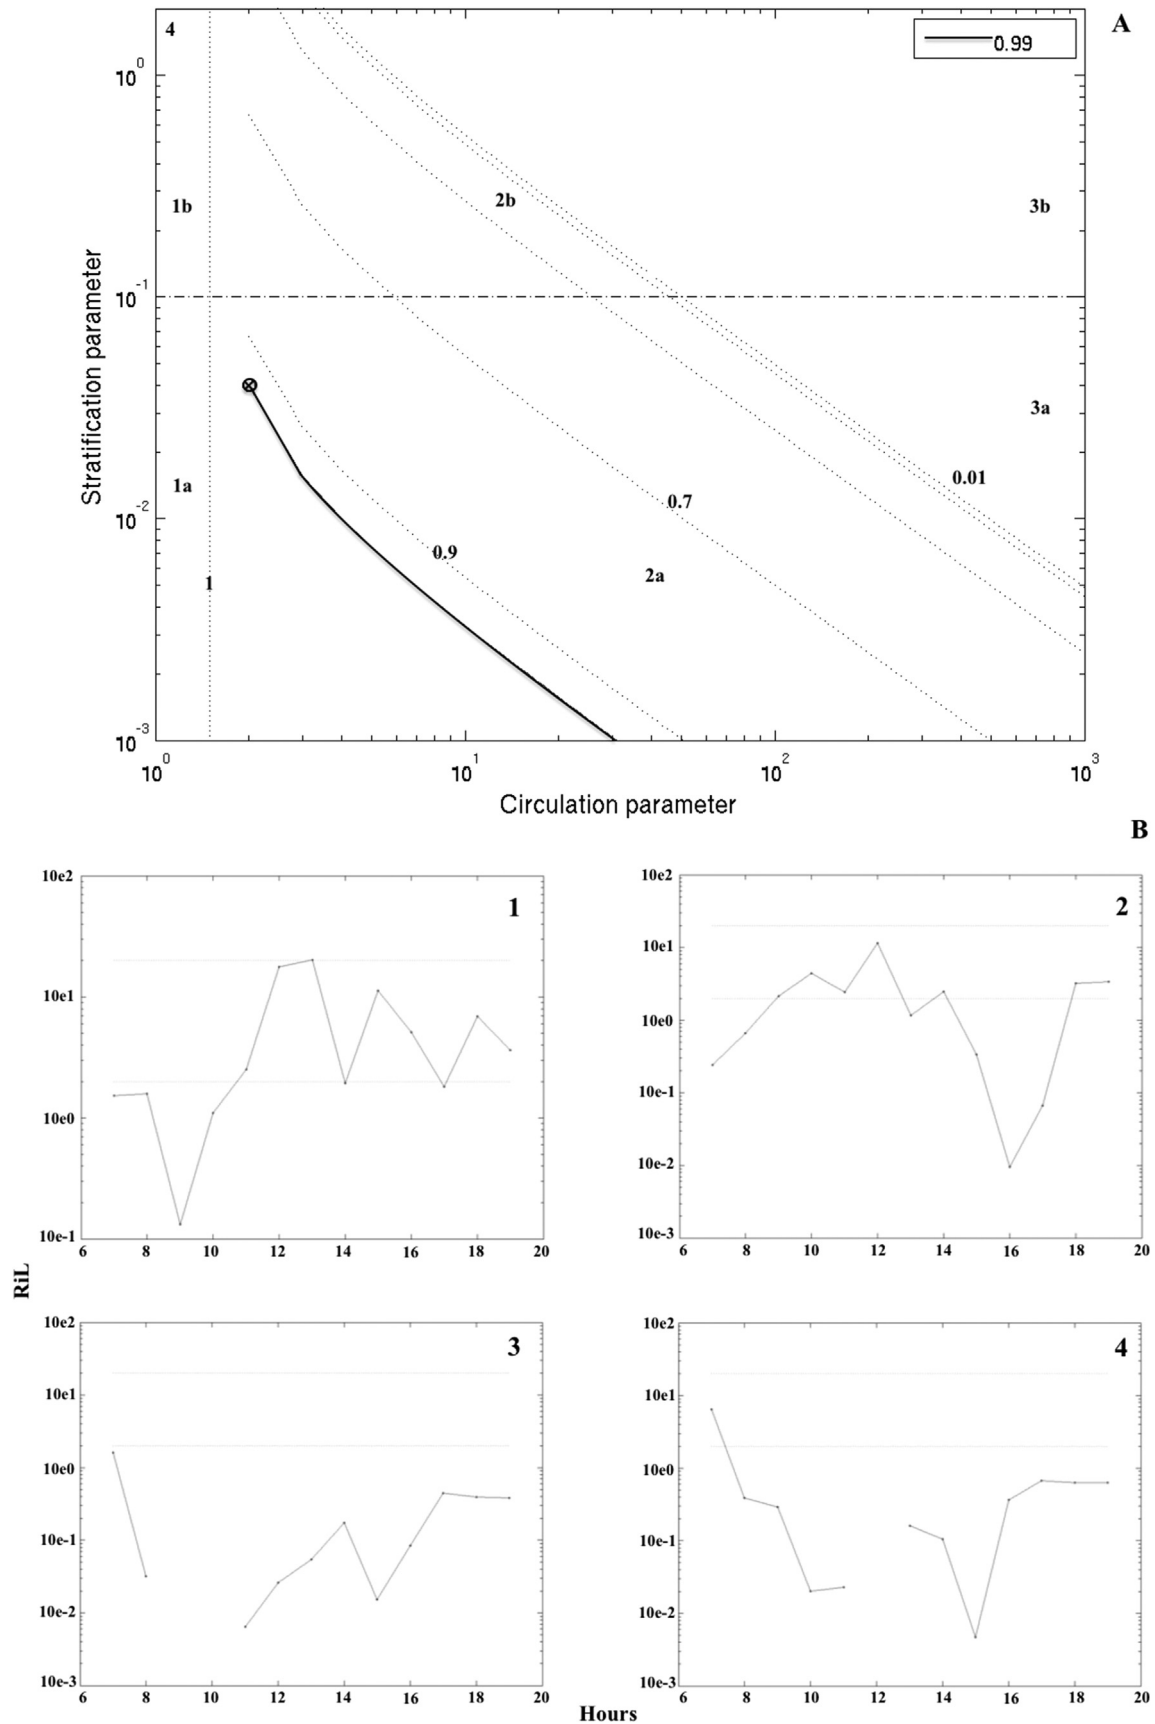 A
4
0.99
10^0
1b
2b
3b
10^-1
Stratification parameter
3a
1a
0.01
0.7
10^-2
0.9
2a
1
10^-3
10^0 10^1 10^2 10^3
Circulation parameter
B
10e2
1
10e1
10e0
10e-1
6 8 10 12 14 16 18 20
10e2
2
10e1
10e0
10e-1
10e-2
10e-3
6 8 10 12 14 16 18 20
RiL
10e2
3
10e1
10e0
10e-1
10e-2
10e-3
6 8 10 12 14 16 18 20
10e2
4
10e1
10e0
10e-1
10e-2
10e-3
6 8 10 12 14 16 18 20
Hours